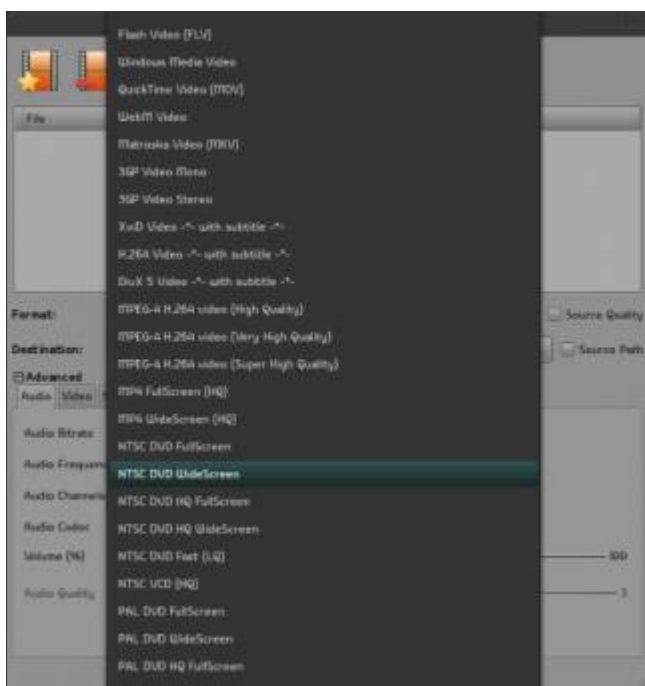 Flash Video (FLV)
Windows Media Video
QuickTime Video (MOV)
WebM Video
Matroska Video (MKV)
3GP Video Mono
3GP Video Stereo
XviD Video -^- with subtitle -^-
H.264 Video -^- with subtitle -^-
DivX 5 Video -^- with subtitle -^-
MPEG-4 H.264 video (High Quality)
MPEG-4 H.264 video (Very High Quality)
MPEG-4 H.264 video (Super High Quality)
MP4 FullScreen (HQ)
MP4 WideScreen (HQ)
NTSC DVD FullScreen
NTSC DVD WideScreen
NTSC DVD HQ FullScreen
NTSC DVD HQ WideScreen
NTSC DVD Fast (LQ)
NTSC VCD (HQ)
PAL DVD FullScreen
PAL DVD WideScreen
PAL DVD HQ FullScreen
File
Format:
Source Quality
Destination:
Source Path
Advanced
Audio Video
Audio Bitrate
Audio Frequen
Audio Channels
Audio Codec
Volume (%) 100
Audio Quality 3